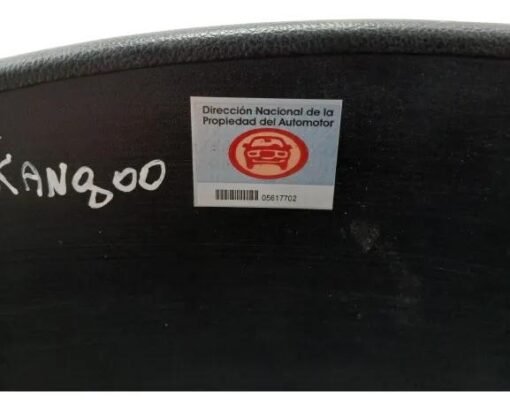 Dirección Nacional de la
Propiedad del Automotor
KANgOO
05617702